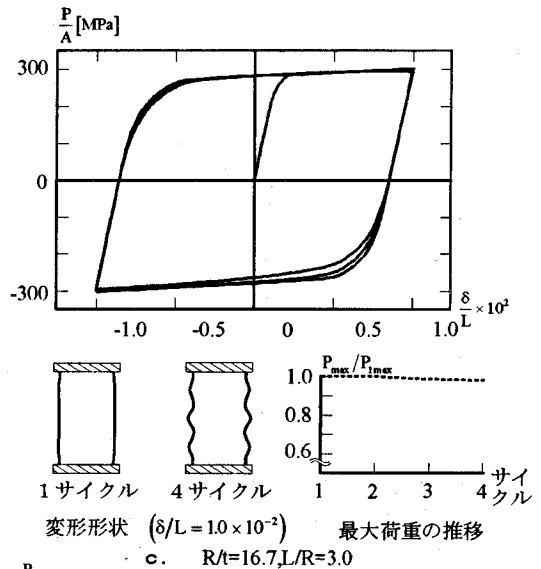 P/A [MPa]
300
0
-300
-1.0 -0.5 0 0.5 1.0
δ/L ×10²
P_max/P_1max
1.0
0.8
0.6
1 2 3 4
サイクル
1サイクル 4サイクル
変形形状 (δ/L = 1.0×10⁻²) 最大荷重の推移
c. R/t=16.7,L/R=3.0
P